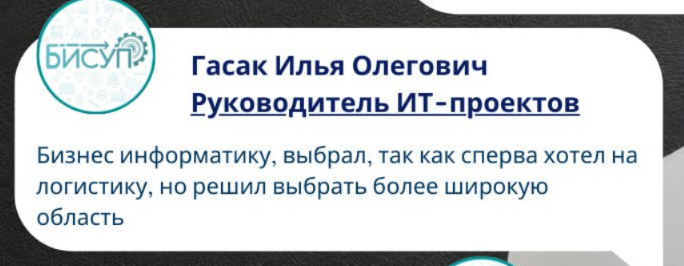 БИСУП
Гасак Илья Олегович
Руководитель ИТ-проектов
Бизнес информатику, выбрал, так как сперва хотел на
логистику, но решил выбрать более широкую
область